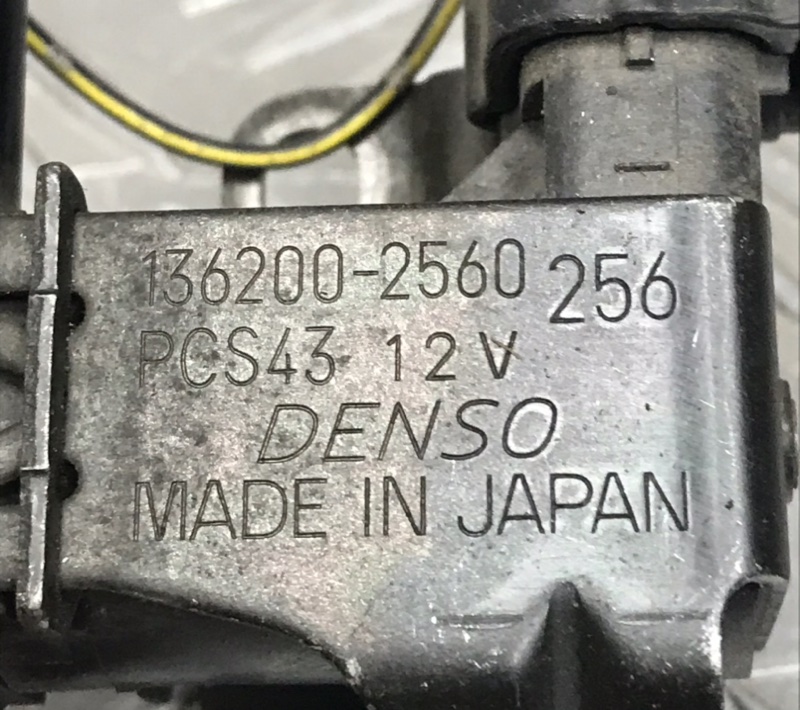 136200-2560 256
PCS43 12V
DENSO
MADE IN JAPAN